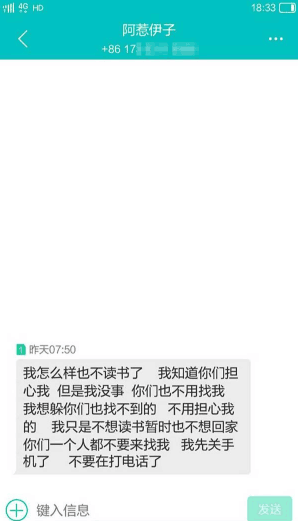 4G HD
18:33
阿惹伊子
+86 17
1 昨天07:50
我怎么样也不读书了 我知道你们担
心我 但是我没事 你们也不用找我
我想躲你们也找不到的 不用担心我
的 我只是不想读书暂时也不想回家
你们一个人都不要来找我 我先关手
机了 不要在打电话了
键入信息
发送